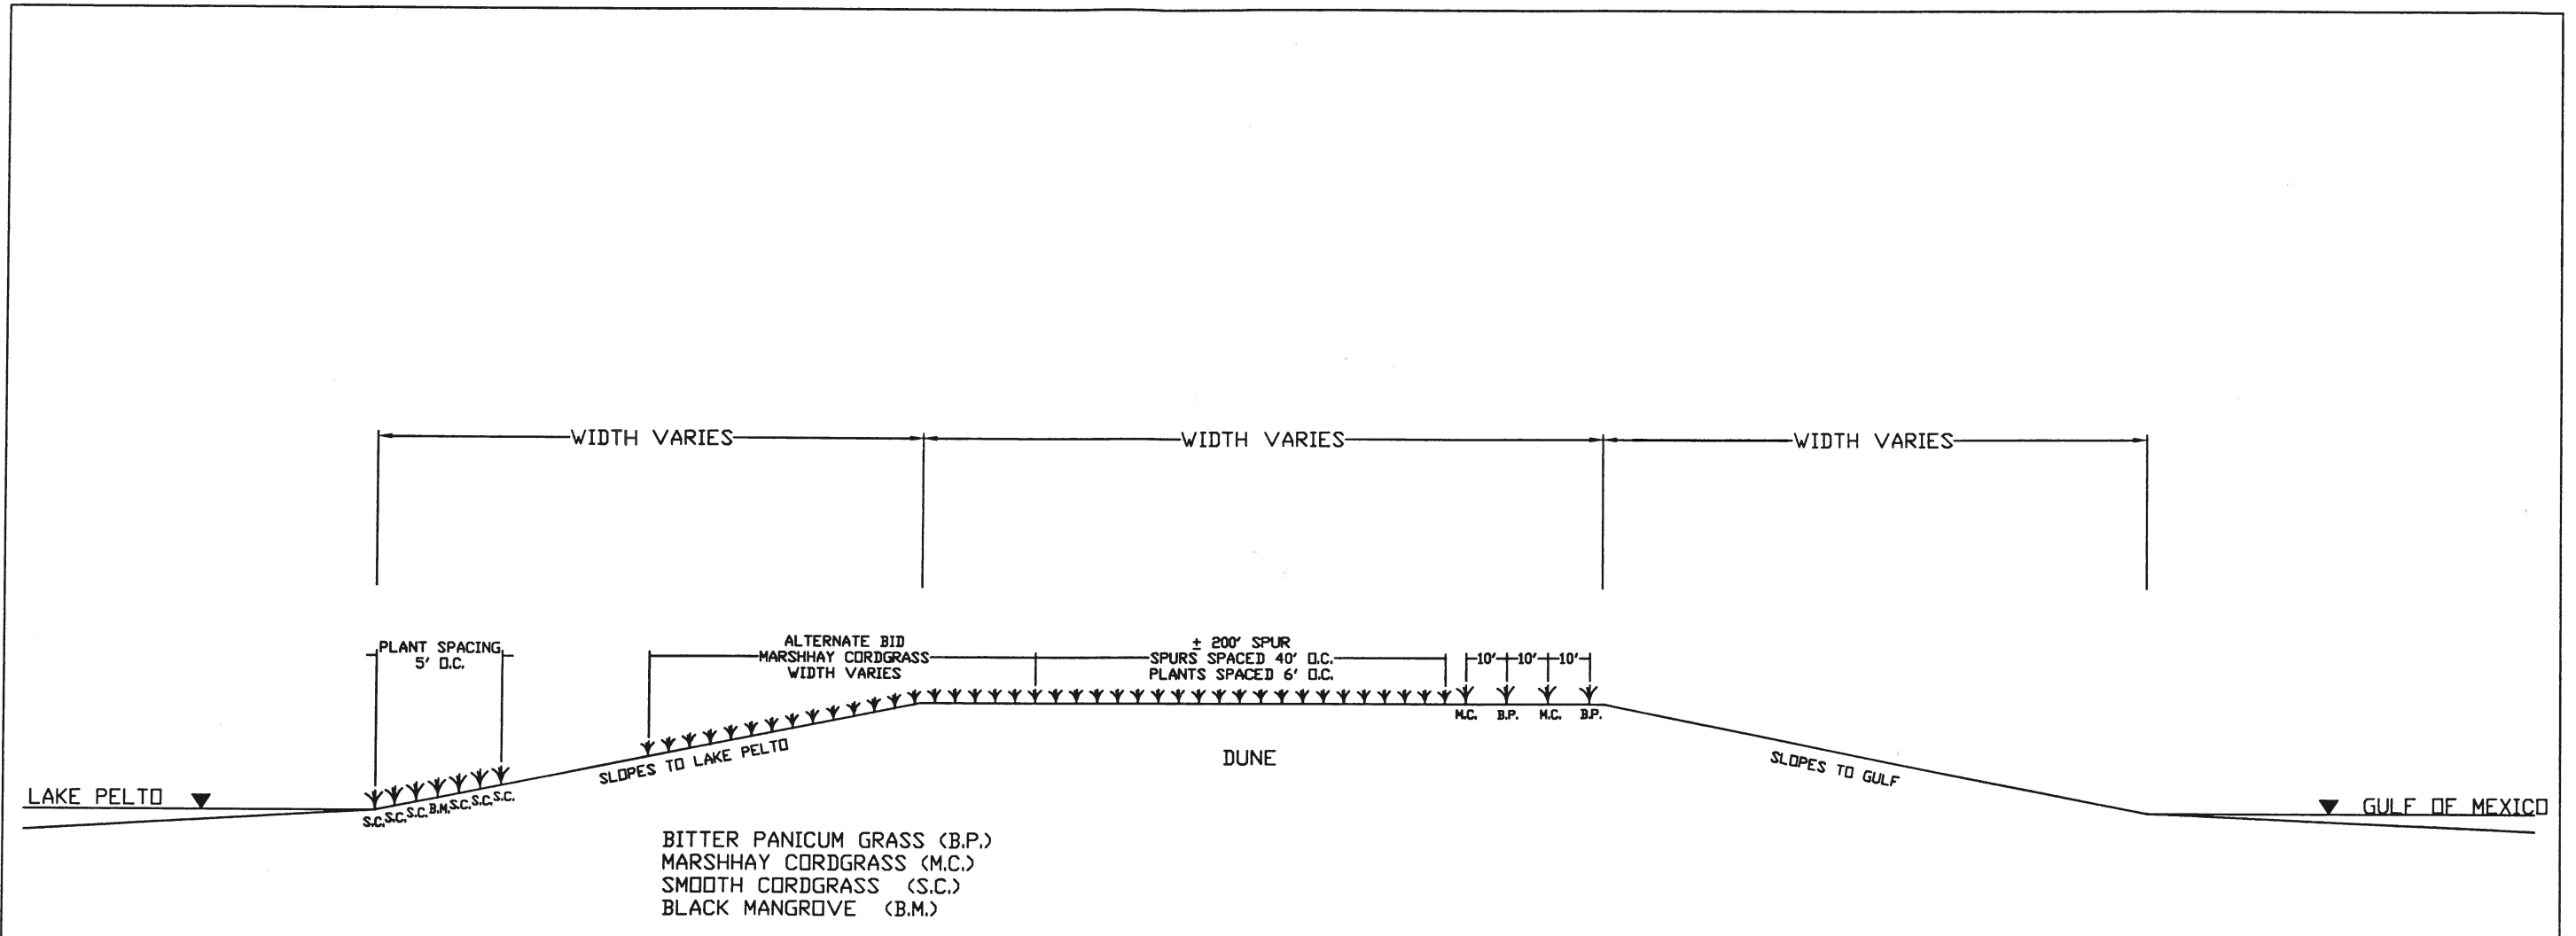 WIDTH VARIES
WIDTH VARIES
WIDTH VARIES
PLANT SPACING
5' O.C.
ALTERNATE BID
MARSHHAY CORDGRASS
WIDTH VARIES
± 200' SPUR
SPURS SPACED 40' O.C.
PLANTS SPACED 6' O.C.
10' 10' 10'
M.C. B.P. M.C. B.P.
SLOPES TO LAKE PELTO
DUNE
SLOPES TO GULF
LAKE PELTO
S.C. S.C. S.C. B.M. S.C. S.C. S.C.
GULF OF MEXICO
BITTER PANICUM GRASS (B.P.)
MARSHHAY CORDGRASS (M.C.)
SMOOTH CORDGRASS (S.C.)
BLACK MANGROVE (B.M.)